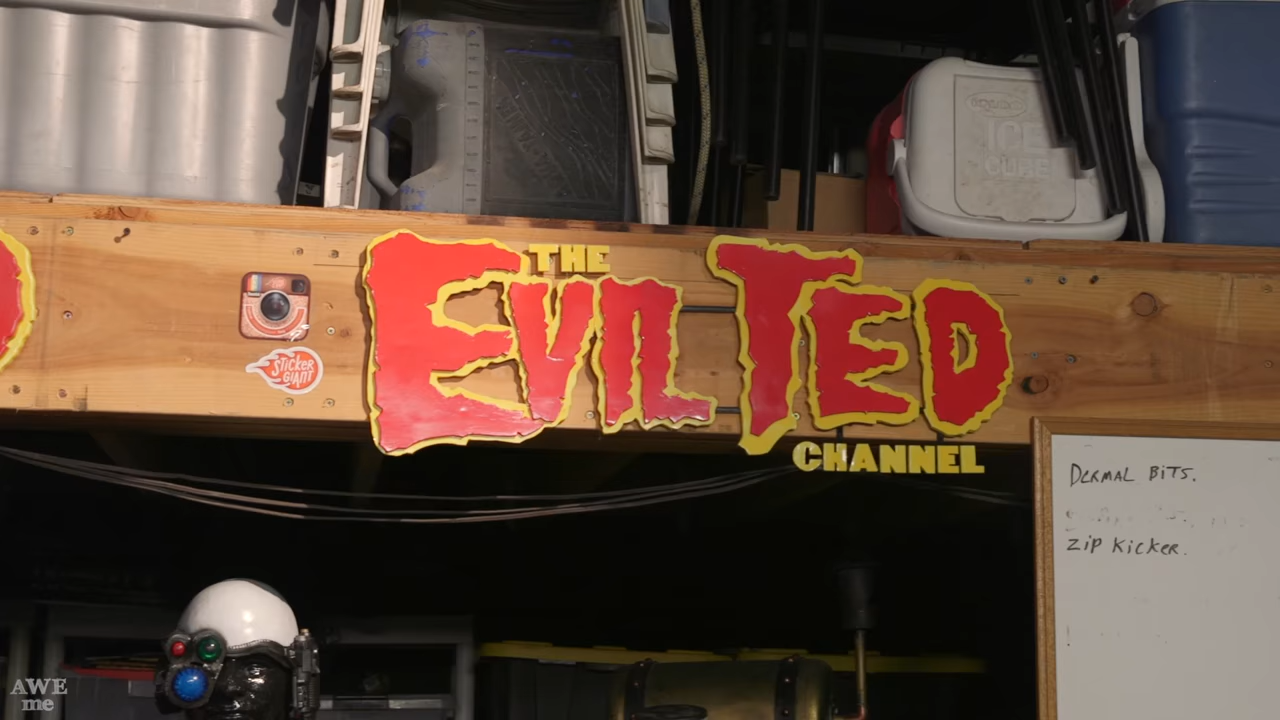 ICE
CUBE
THE
EVIL TED
CHANNEL
STICKER
GIANT
DERMAL BITS.
ZIP KICKER.
AWE
me